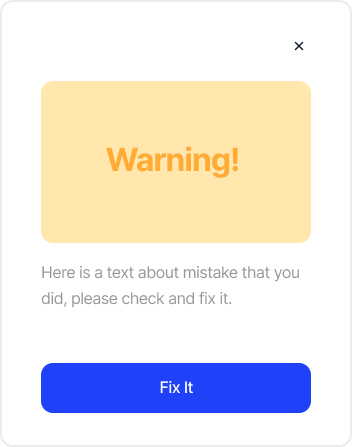 Warning!
Here is a text about mistake that you
did, please check and fix it.
Fix It